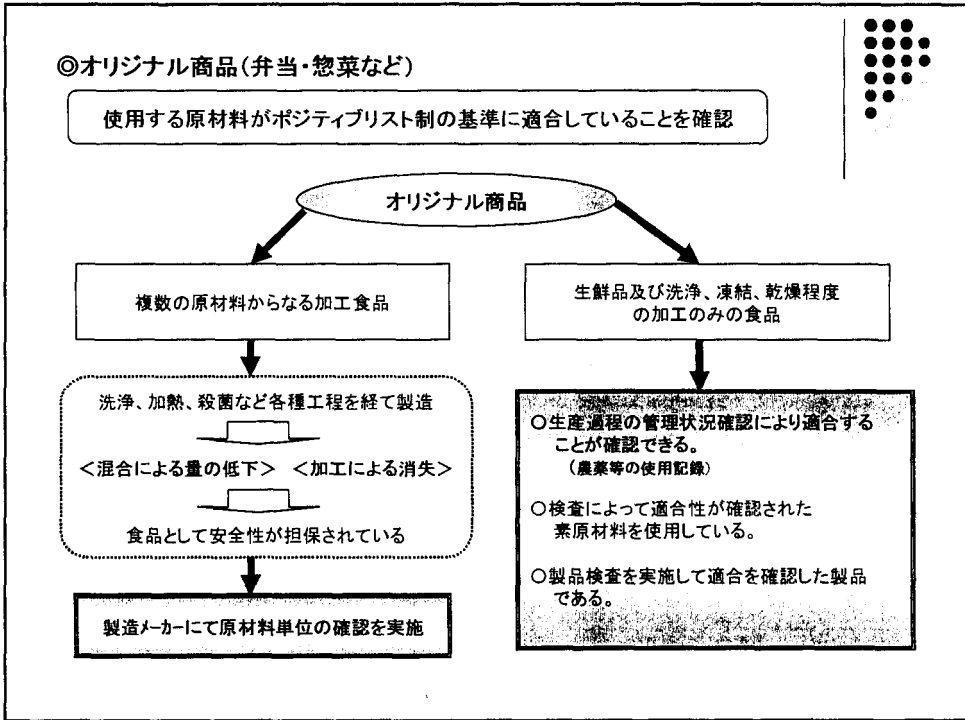 ◎オリジナル商品(弁当・惣菜など)
使用する原材料がポジティブリスト制の基準に適合していることを確認
オリジナル商品
複数の原材料からなる加工食品
洗浄、加熱、殺菌など各種工程を経て製造
<混合による量の低下> <加工による消失>
食品として安全性が担保されている
製造メーカーにて原材料単位の確認を実施
生鮮品及び洗浄、凍結、乾燥程度
の加工のみの食品
○生産過程の管理状況確認により適合する
ことが確認できる。
(農薬等の使用記録)
○検査によって適合性が確認された
素原材料を使用している。
○製品検査を実施して適合を確認した製品
である。